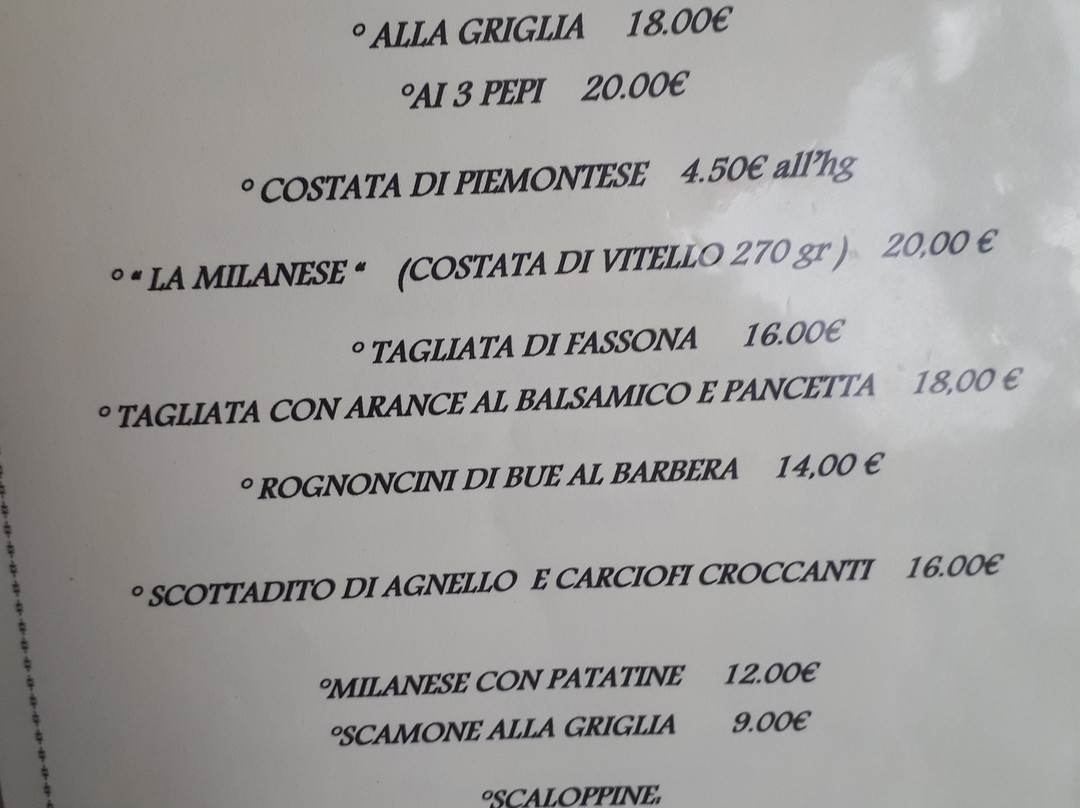 ° ALLA GRIGLIA 18.00€
°AI 3 PEPI 20.00€
° COSTATA DI PIEMONTESE 4.50€ all'hg
° “ LA MILANESE “ (COSTATA DI VITELLO 270 gr ) 20,00 €
° TAGLIATA DI FASSONA 16.00€
° TAGLIATA CON ARANCE AL BALSAMICO E PANCETTA 18,00 €
° ROGNONCINI DI BUE AL BARBERA 14,00 €
° SCOTTADITO DI AGNELLO E CARCIOFI CROCCANTI 16.00€
°MILANESE CON PATATINE 12.00€
°SCAMONE ALLA GRIGLIA 9.00€
°SCALOPPINE.